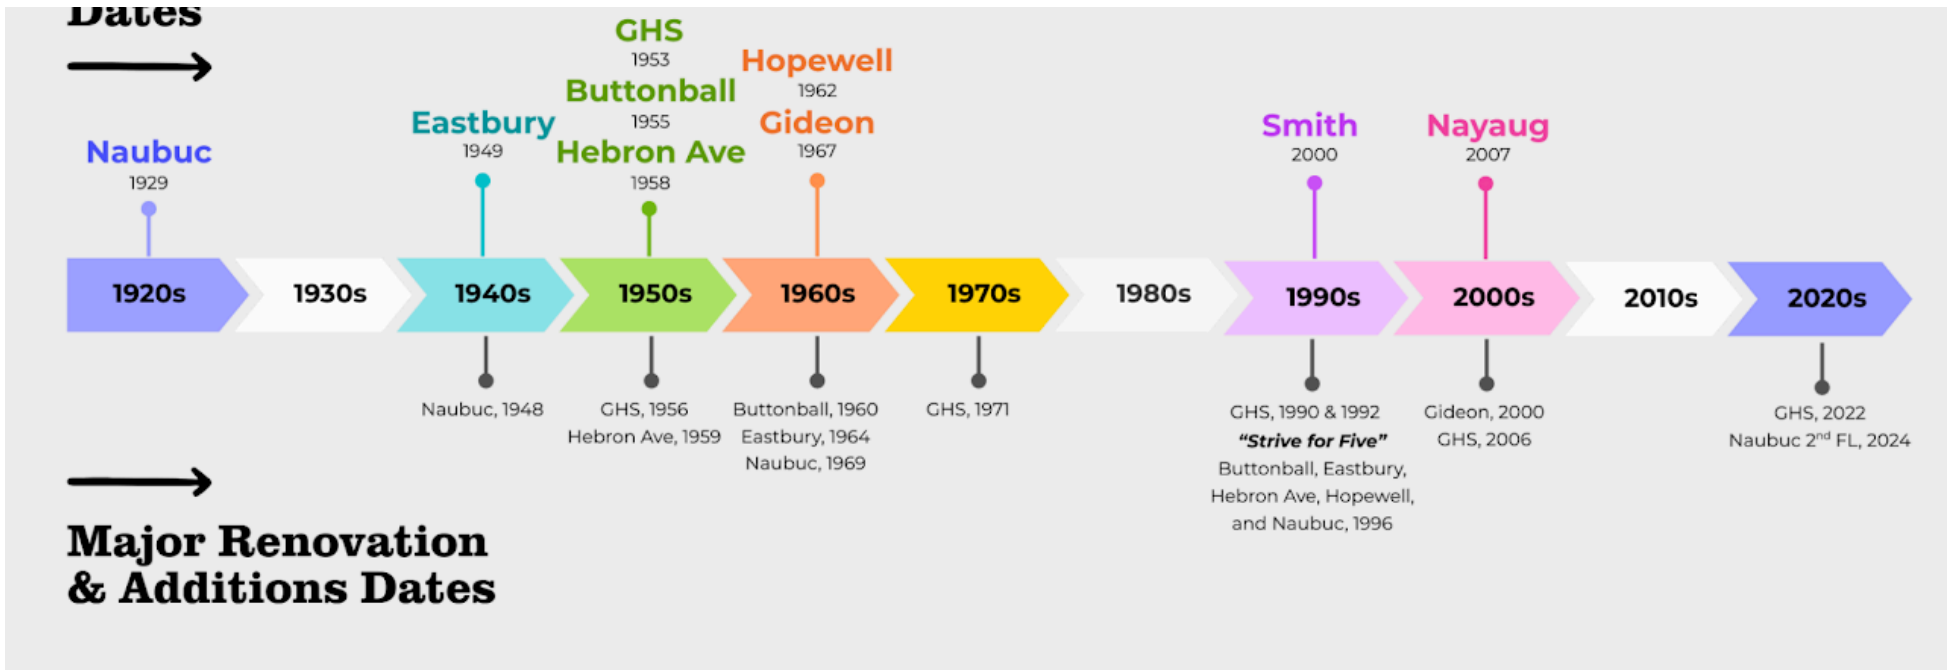 Dates
GHS
1953
Buttonball
1955
Hebron Ave
1958
Hopewell
1962
Gideon
1967
Eastbury
1949
Naubuc
1929
Smith
2000
Nayaug
2007
1920s
1930s
1940s
1950s
1960s
1970s
1980s
1990s
2000s
2010s
2020s
Naubuc, 1948
GHS, 1956
Hebron Ave, 1959
Buttonball, 1960
Eastbury, 1964
Naubuc, 1969
GHS, 1971
GHS, 1990 & 1992
“Strive for Five”
Buttonball, Eastbury,
Hebron Ave, Hopewell,
and Naubuc, 1996
Gideon, 2000
GHS, 2006
GHS, 2022
Naubuc 2nd FL, 2024
Major Renovation
& Additions Dates